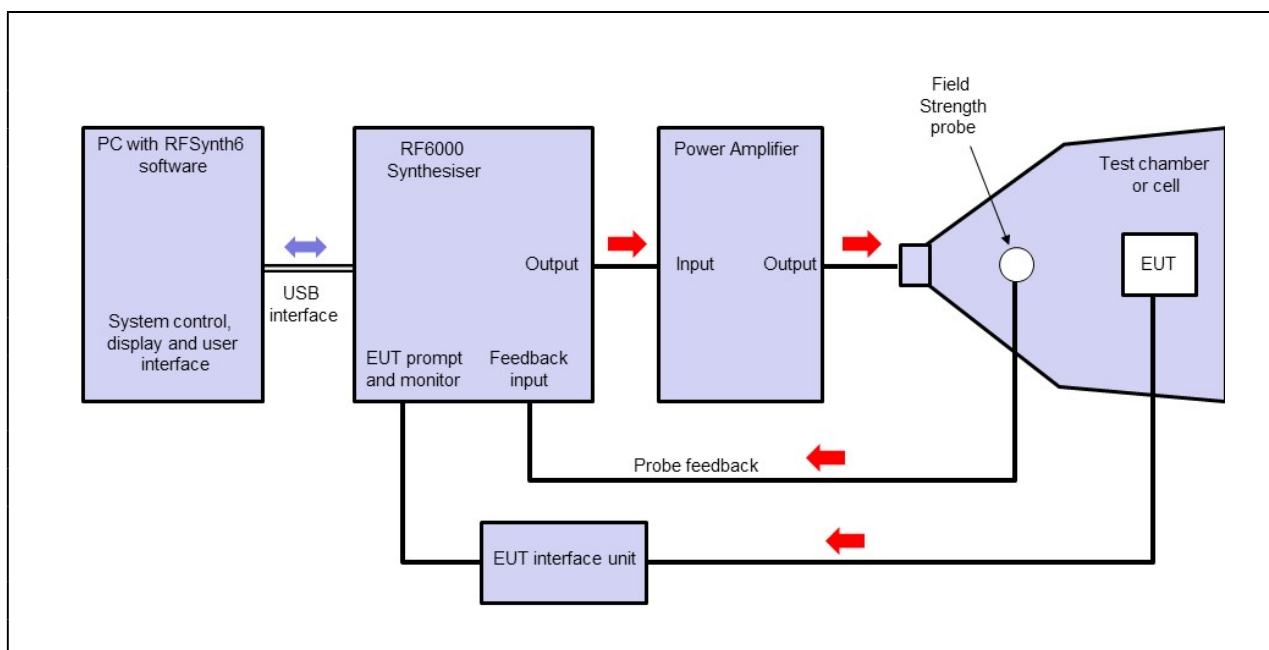 Field
Strength
probe
PC with RFSynth6
software
RF6000
Synthesiser
Power Amplifier
Test chamber
or cell
Output
Input
Output
EUT
USB
interface
System control,
display and user
interface
EUT prompt
and monitor
Feedback
input
Probe feedback
EUT interface unit